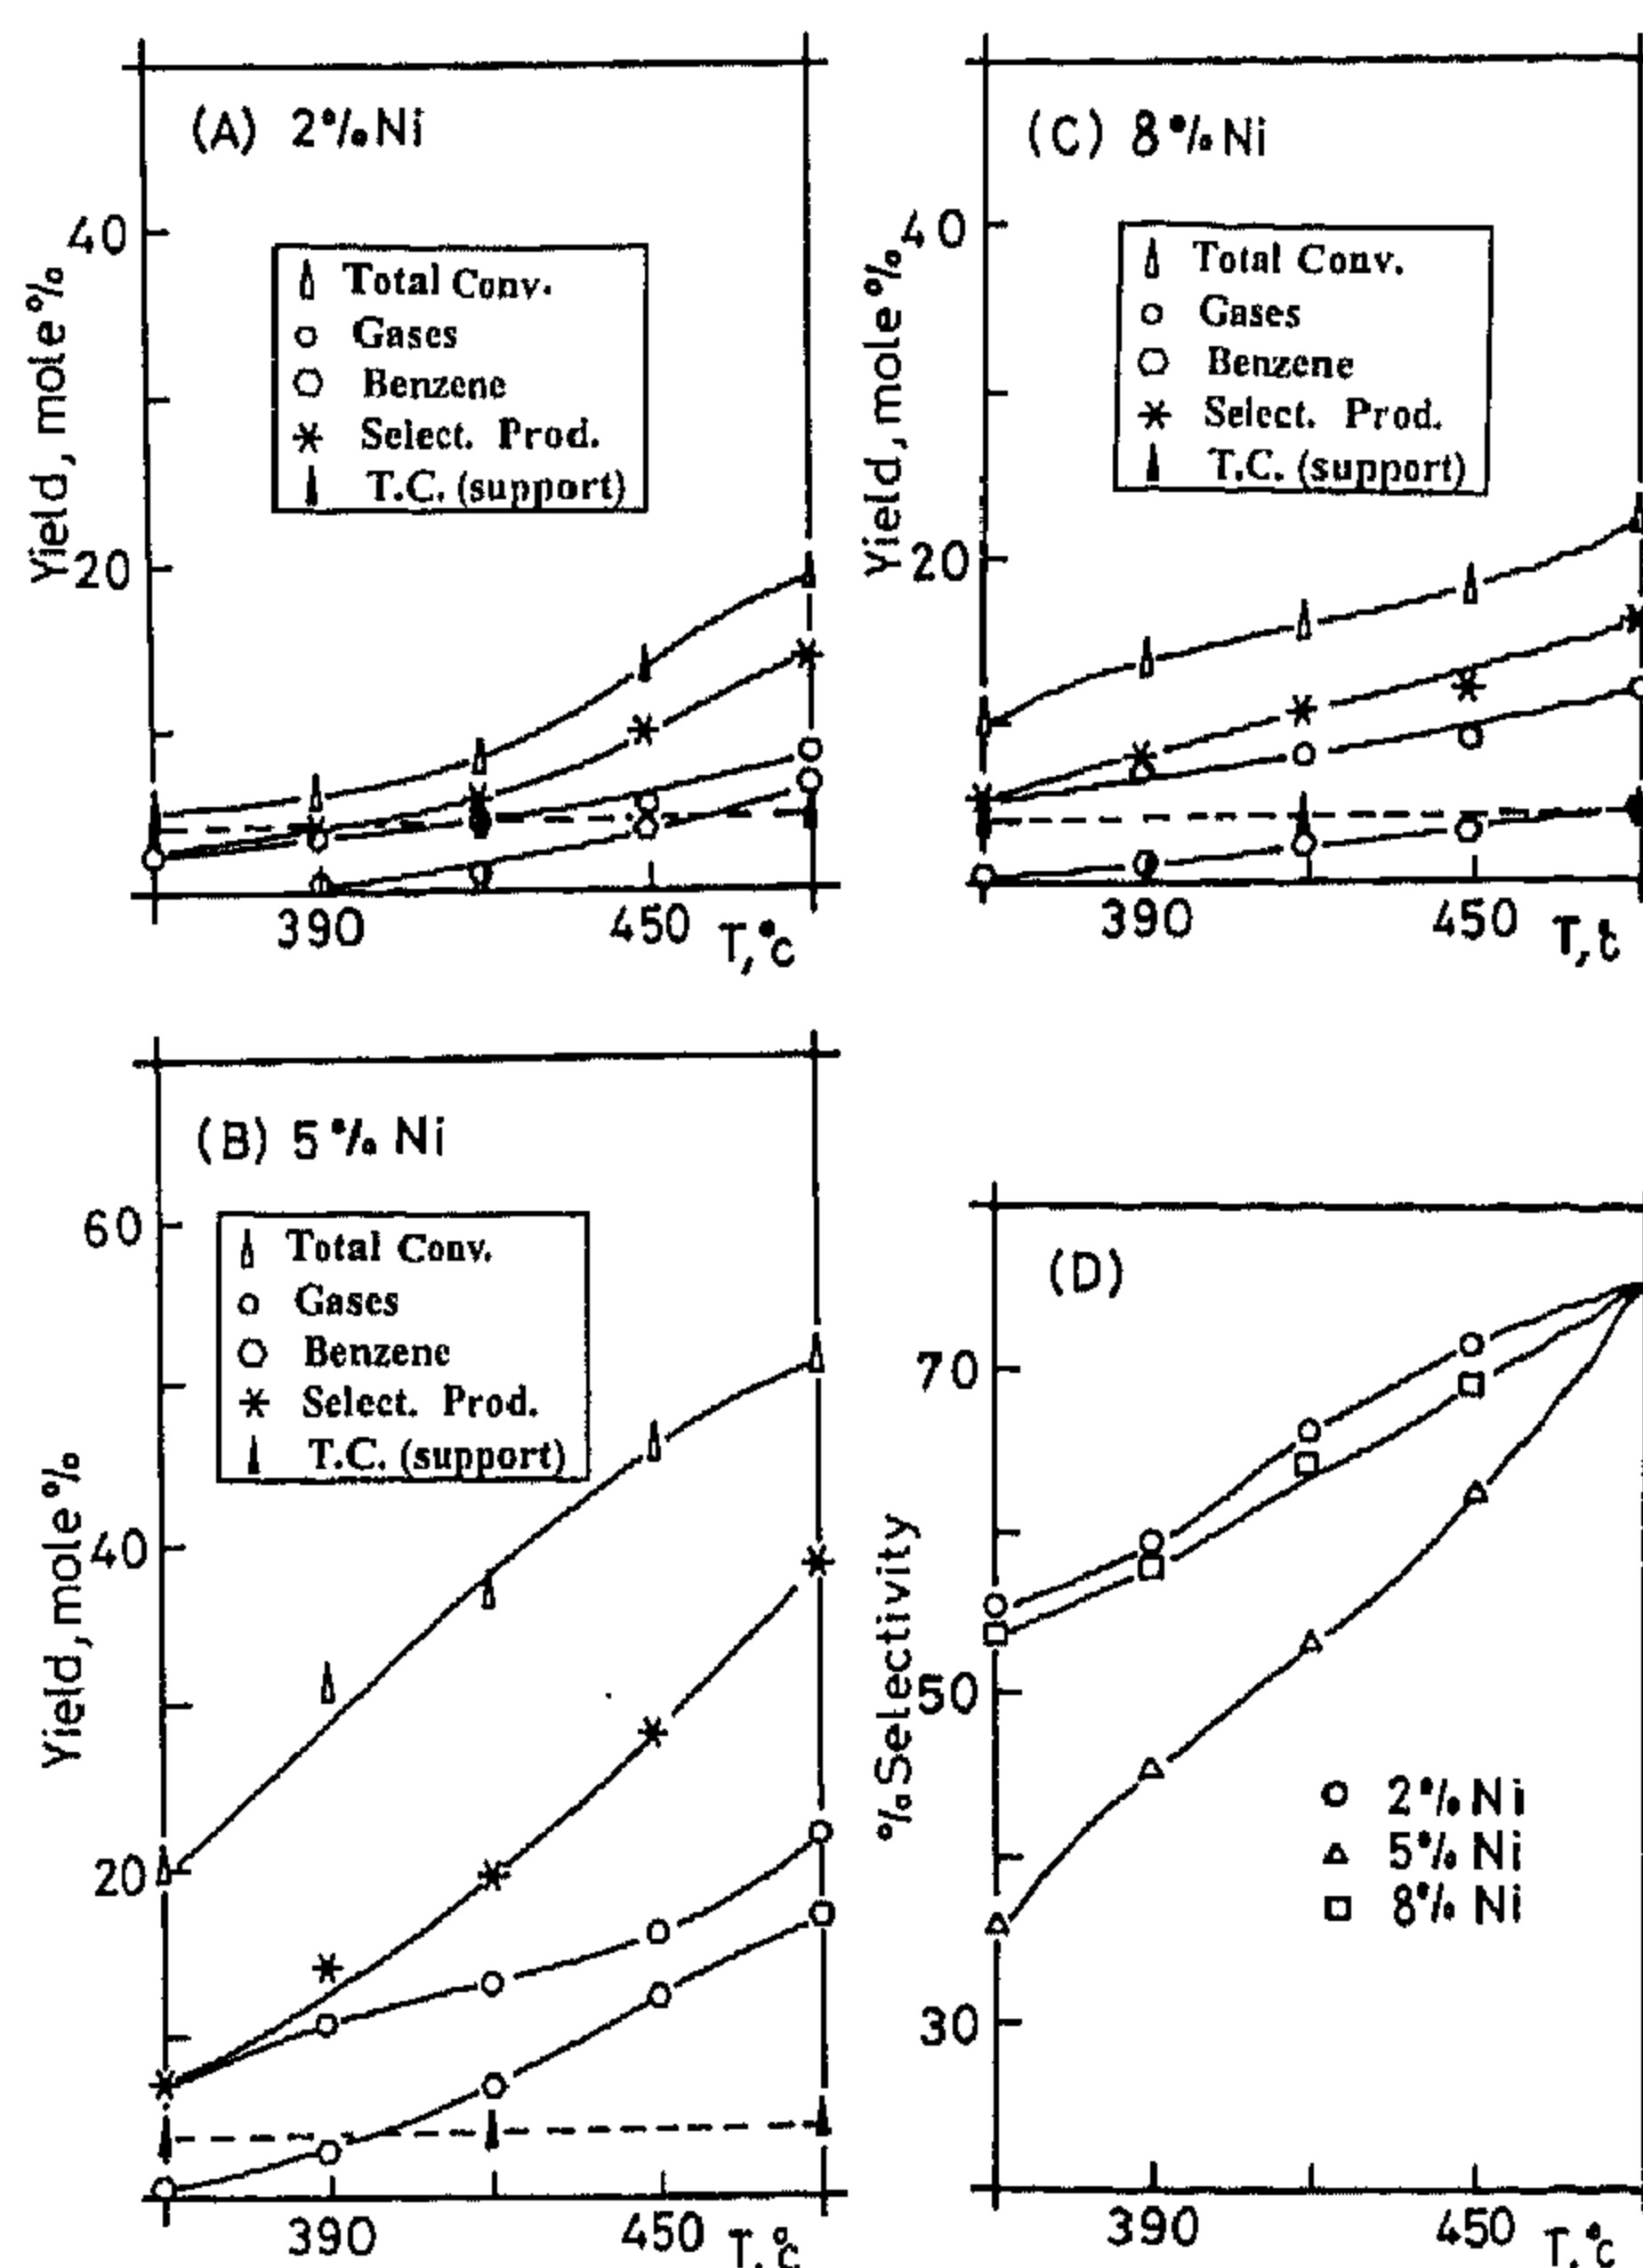 (A) 2%Ni
40
Total Conv.
Gases
Benzene
Select. Prod.
T.C. (support)
20
Yield, mole%
390
450
T,°c
(C) 8%Ni
40
Total Conv.
Gases
Benzene
Select. Prod.
T.C. (support)
20
Yield, mole%
390
450
T,°c
(B) 5% Ni
60
Total Conv.
Gases
Benzene
Select. Prod.
T.C. (support)
40
20
Yield, mole%
390
450
T,°c
(D)
70
50
30
%Selectivity
2% Ni
5% Ni
8% Ni
390
450
T,°c